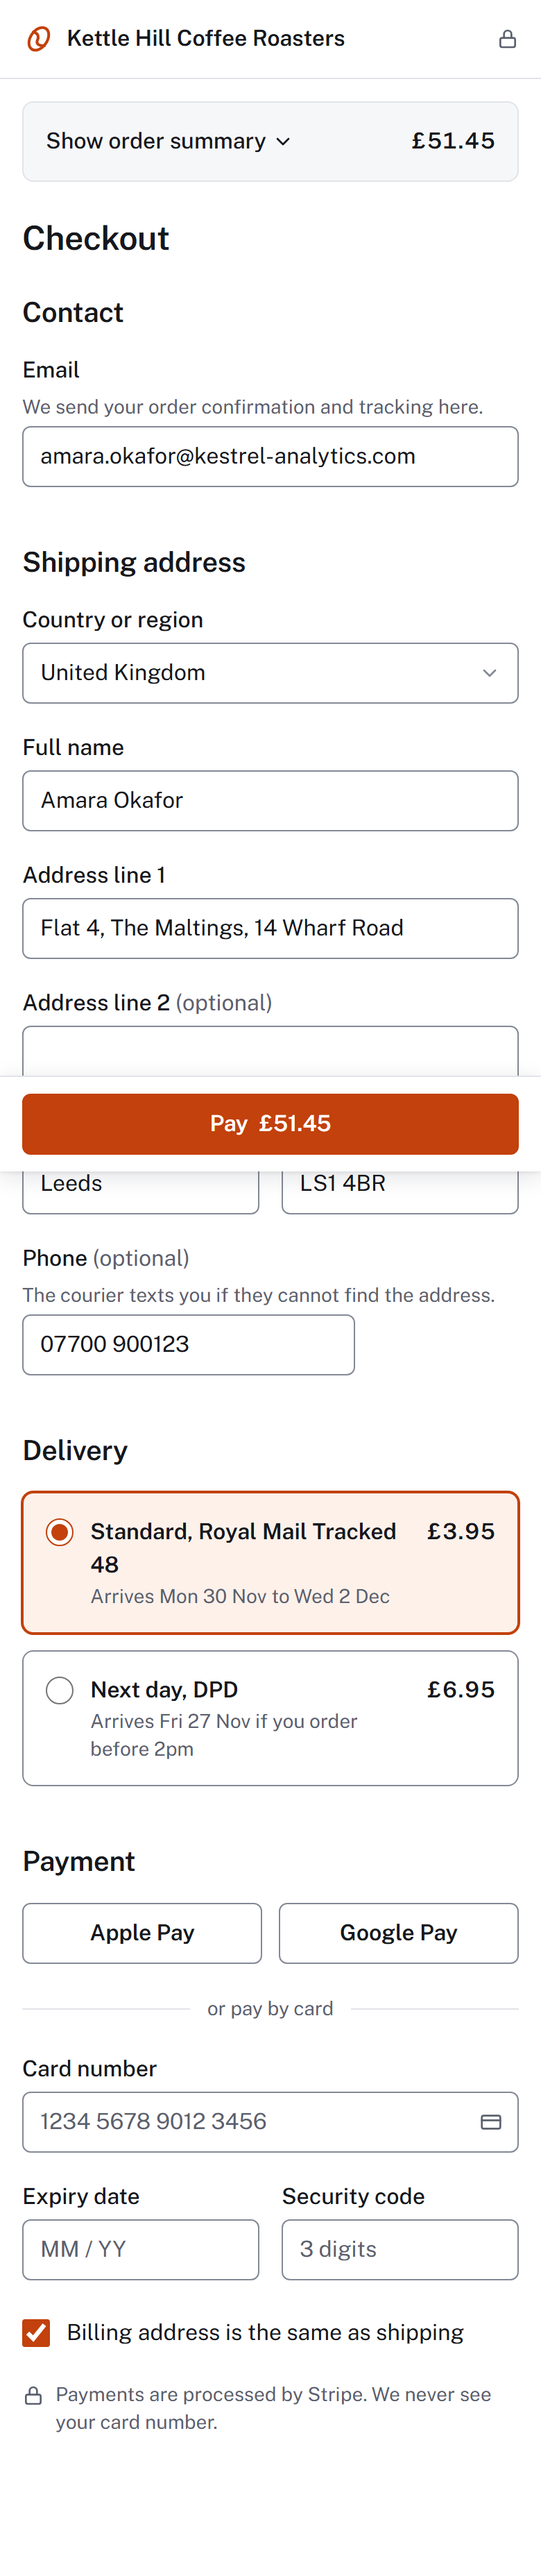 Kettle Hill Coffee Roasters
Show order summary £51.45
Checkout
Contact
Email
We send your order confirmation and tracking here.
amara.okafor@kestrel-analytics.com
Shipping address
Country or region
United Kingdom
Full name
Amara Okafor
Address line 1
Flat 4, The Maltings, 14 Wharf Road
Address line 2 (optional)
Pay £51.45
Leeds LS1 4BR
Phone (optional)
The courier texts you if they cannot find the address.
07700 900123
Delivery
Standard, Royal Mail Tracked £3.95
48
Arrives Mon 30 Nov to Wed 2 Dec
Next day, DPD £6.95
Arrives Fri 27 Nov if you order
before 2pm
Payment
Apple Pay Google Pay
or pay by card
Card number
1234 5678 9012 3456
Expiry date Security code
MM / YY 3 digits
Billing address is the same as shipping
Payments are processed by Stripe. We never see
your card number.